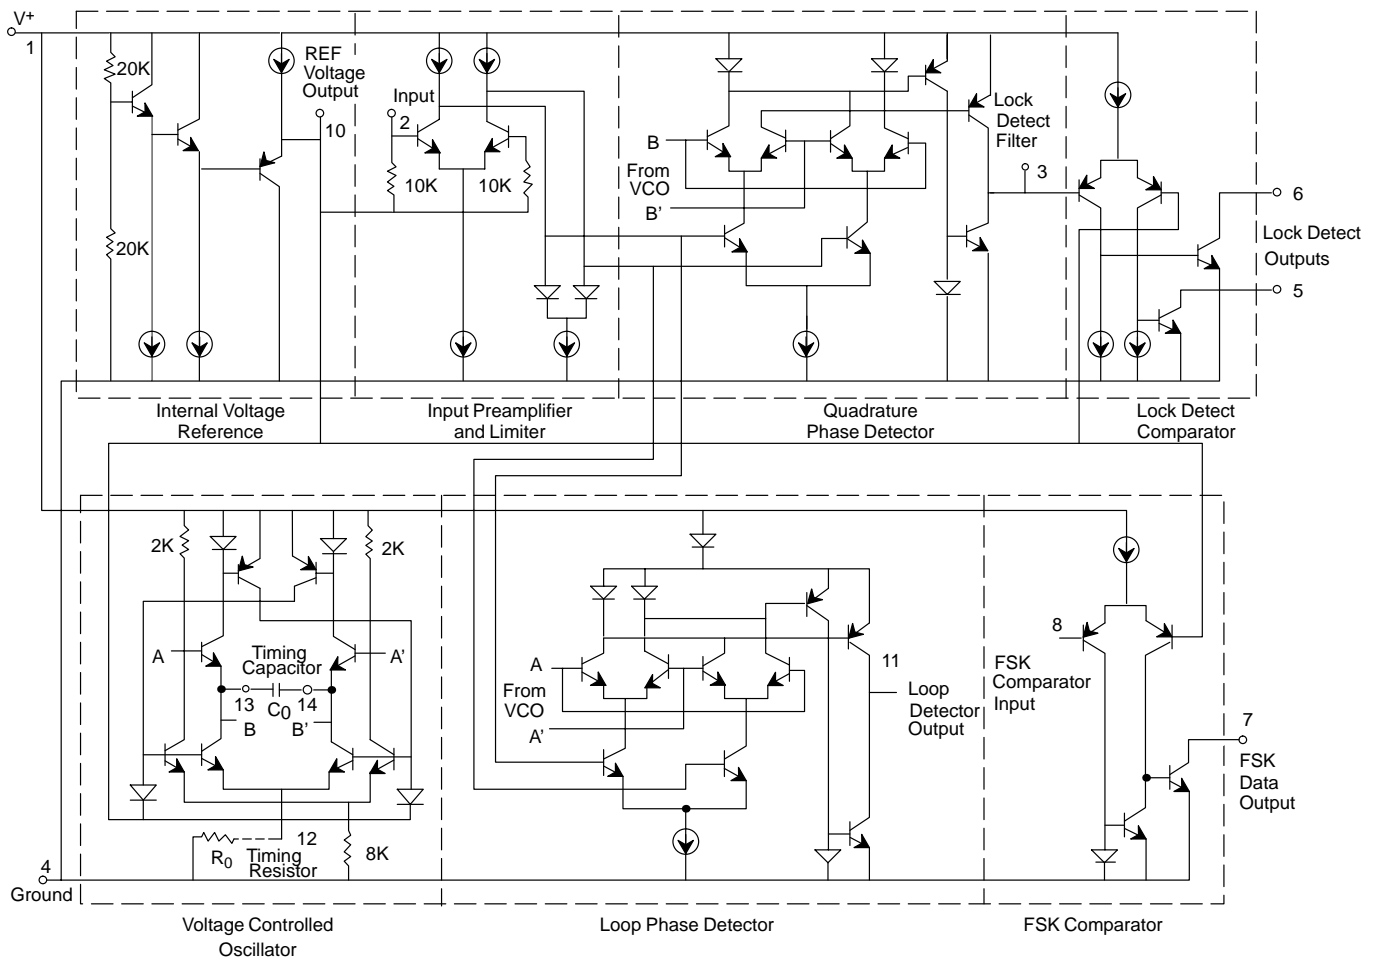 V+
1
20K
REF
Voltage
Output
10
20K
Input
2
10K
10K
B
From
VCO
B'
Lock
Detect
Filter
3
6
Lock Detect
Outputs
5
Internal Voltage
Reference
Input Preamplifier
and Limiter
Quadrature
Phase Detector
Lock Detect
Comparator
2K
2K
A
Timing
Capacitor
A'
13
C0
14
B
B'
12
R0
Timing
Resistor
8K
4
Ground
A
From
VCO
A'
11
Loop
Detector
Output
8
FSK
Comparator
Input
7
FSK
Data
Output
Voltage Controlled
Oscillator
Loop Phase Detector
FSK Comparator